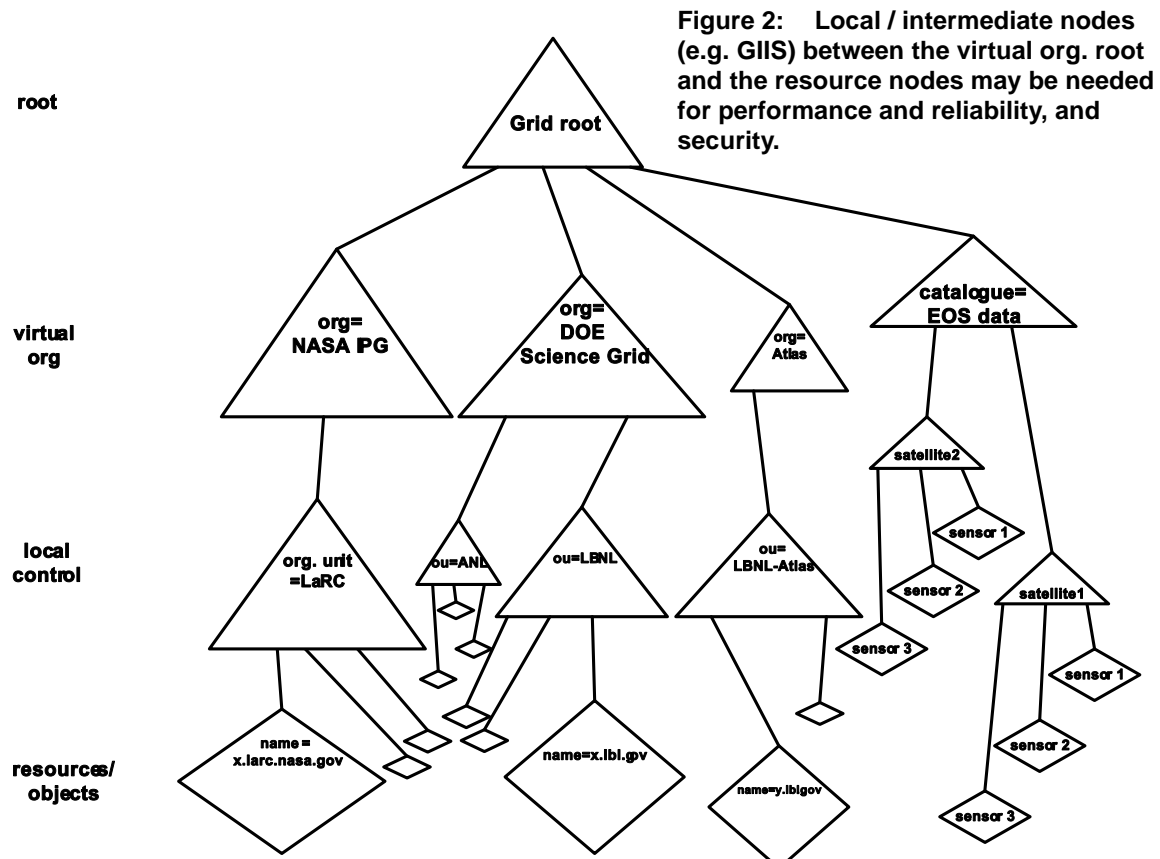 Figure 2: Local / intermediate nodes
(e.g. GIIS) between the virtual org. root
and the resource nodes may be needed
for performance and reliability, and
security.
root
Grid root
virtual
org
org=
NASA IPG
org=
DOE
Science Grid
org=
Atlas
catalogue=
EOS data
satellite2
sensor 1
sensor 2
sensor 3
local
control
org. unit
=LaRC
ou=ANL
ou=LBNL
ou=
LBNL-Atlas
satellite1
sensor 1
sensor 2
sensor 3
resources/
objects
name =
x.larc.nasa.gov
name=x.lbl.gov
name=y.lblgov